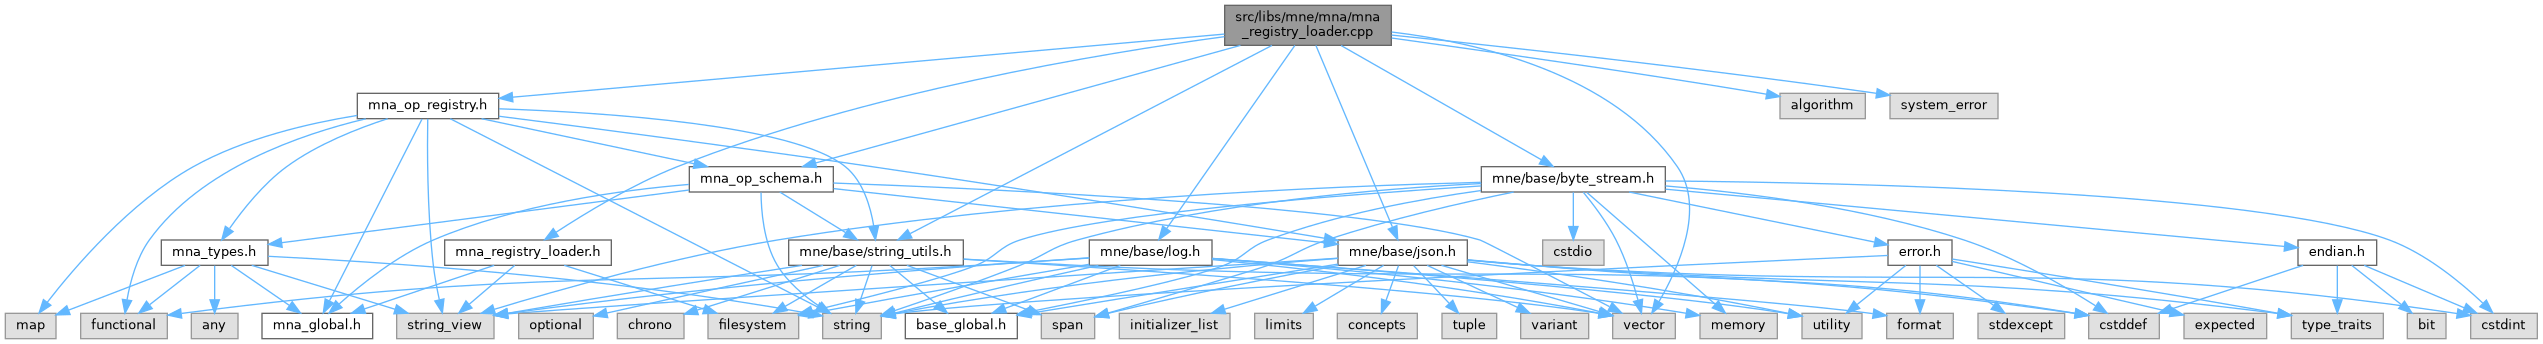 src/libs/mne/mna/mna
_registry_loader.cpp
mna_op_registry.h
algorithm
system_error
mna_op_schema.h
mne/base/byte_stream.h
mna_types.h
mna_registry_loader.h
mne/base/string_utils.h
mne/base/log.h
mne/base/json.h
cstdio
error.h
endian.h
map
functional
any
mna_global.h
string_view
optional
chrono
filesystem
string
base_global.h
span
initializer_list
limits
concepts
tuple
variant
vector
memory
utility
format
stdexcept
cstddef
expected
type_traits
bit
cstdint